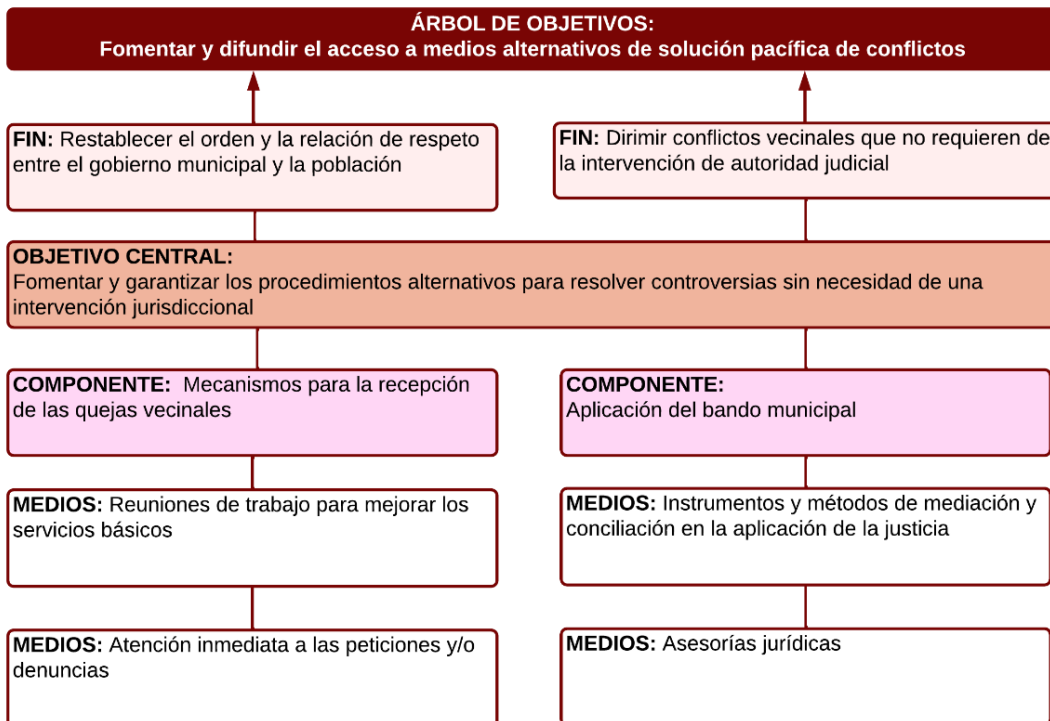 ÁRBOL DE OBJETIVOS:
Fomentar y difundir el acceso a medios alternativos de solución pacífica de conflictos
FIN: Restablecer el orden y la relación de respeto
entre el gobierno municipal y la población
FIN: Dirimir conflictos vecinales que no requieren de
la intervención de autoridad judicial
OBJETIVO CENTRAL:
Fomentar y garantizar los procedimientos alternativos para resolver controversias sin necesidad de una
intervención jurisdiccional
COMPONENTE: Mecanismos para la recepción
de las quejas vecinales
COMPONENTE:
Aplicación del bando municipal
MEDIOS: Reuniones de trabajo para mejorar los
servicios básicos
MEDIOS: Instrumentos y métodos de mediación y
conciliación en la aplicación de la justicia
MEDIOS: Atención inmediata a las peticiones y/o
denuncias
MEDIOS: Asesorías jurídicas